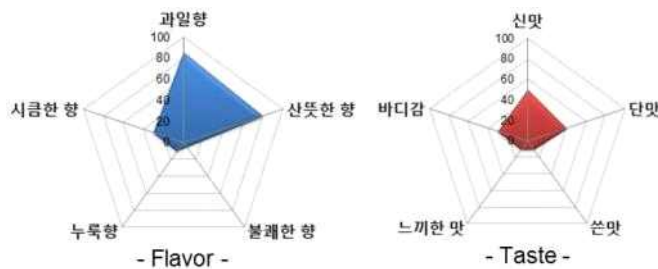 과일향
100
80
60
40
20
0
산뜻한 향
불쾌한 향
누룩향
시큼한 향
- Flavor -
신맛
100
80
60
40
20
0
단맛
쓴맛
느끼한 맛
바디감
- Taste -